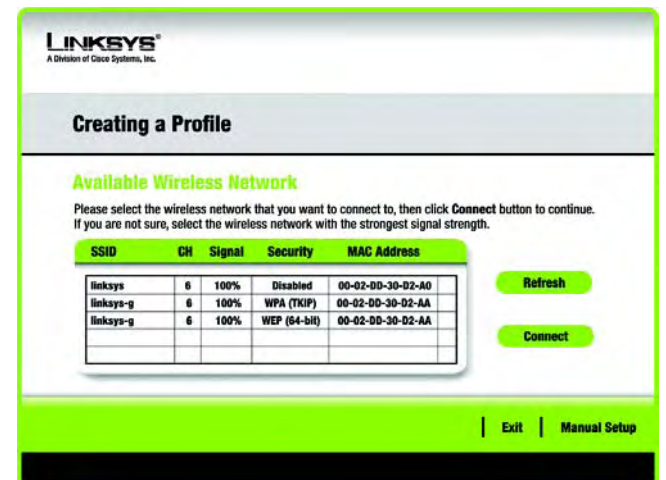 LINKSYS®
A Division of Cisco Systems, Inc.
Creating a Profile
Available Wireless Network
Please select the wireless network that you want to connect to, then click Connect button to continue.
If you are not sure, select the wireless network with the strongest signal strength.
SSID CH Signal Security MAC Address
linksys 6 100% Disabled 00-02-DD-30-D2-A0
linksys-g 6 100% WPA (TKIP) 00-02-DD-30-D2-AA
linksys-g 6 100% WEP (64-bit) 00-02-DD-30-D2-AA
Refresh
Connect
Exit Manual Setup